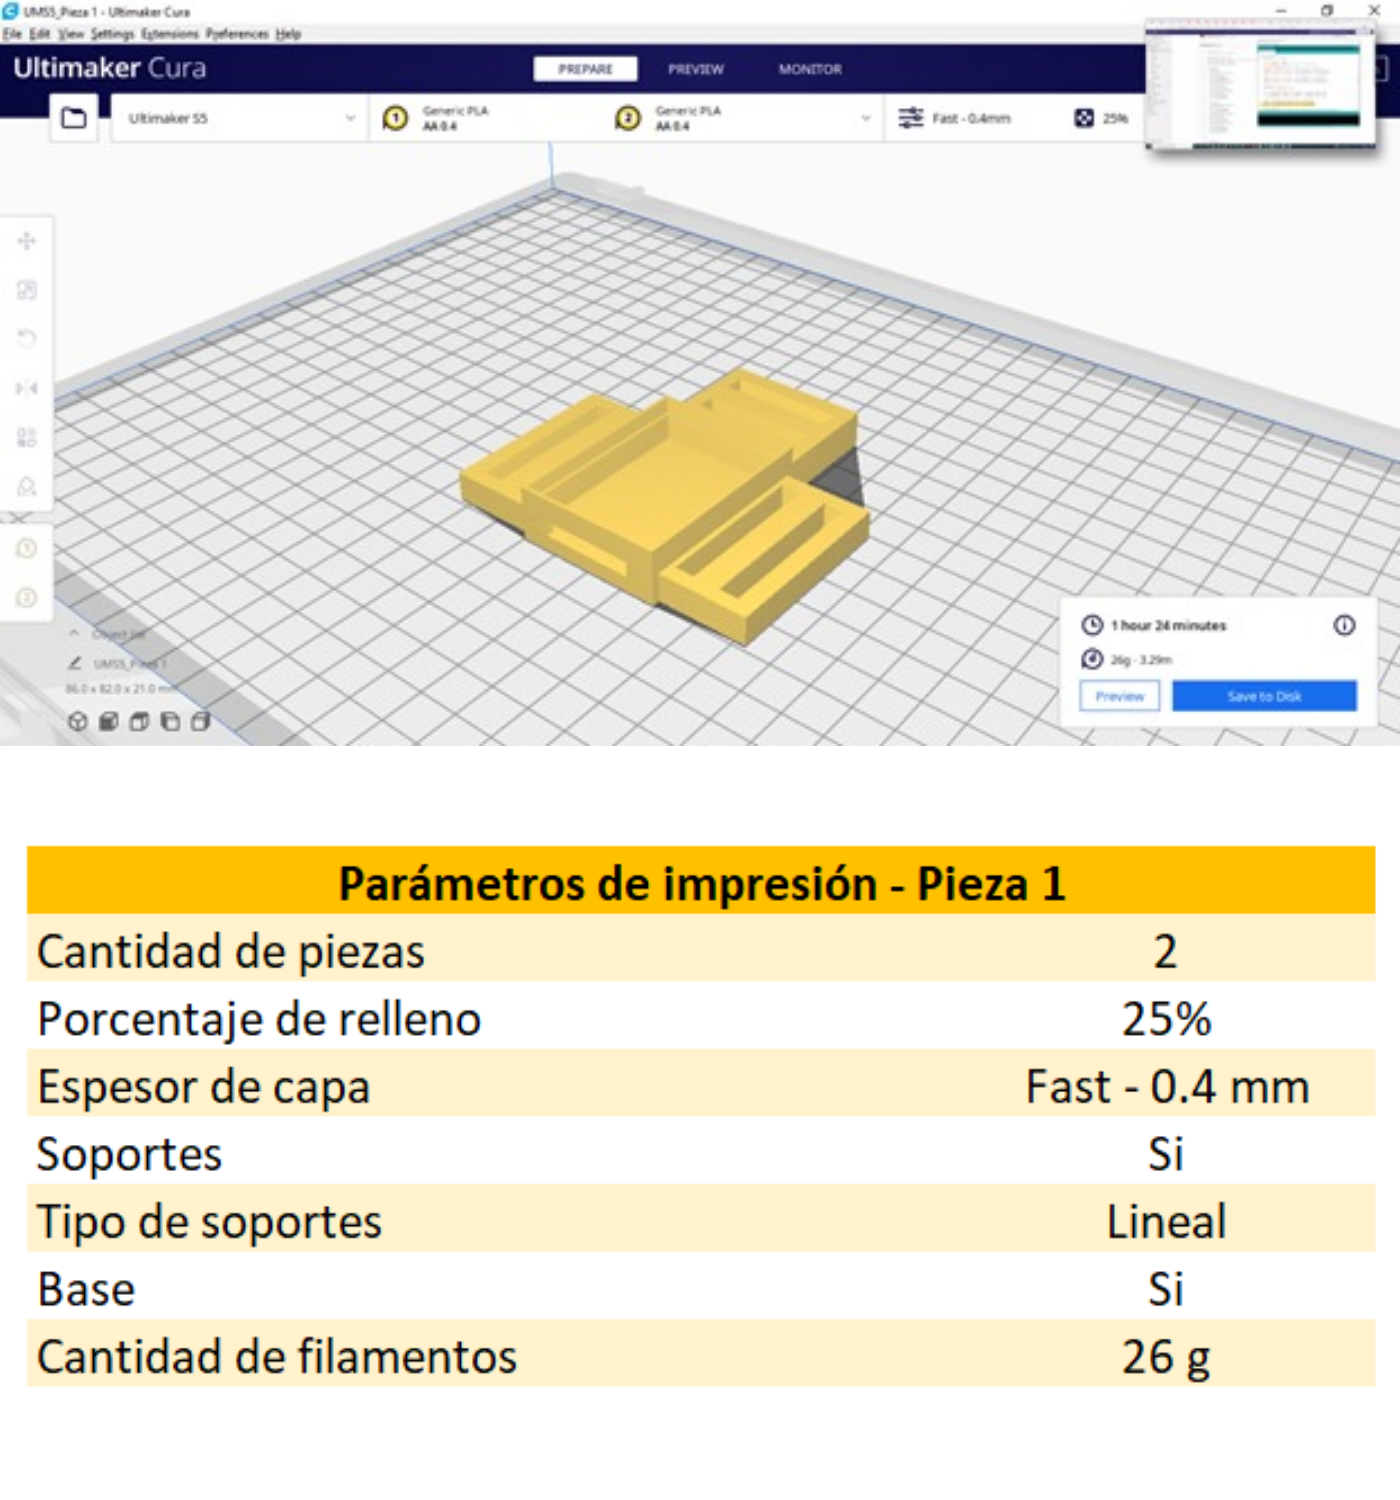 UMS5_Pieza 1 - Ultimaker Cura
File Edit View Settings Extensions Preferences Help
Ultimaker Cura
PREPARE PREVIEW MONITOR
Ultimaker S5
Generic PLA
AA 0.4
Generic PLA
AA 0.4
Fast - 0.4mm
25%
1
2
Object list
UMS5_Pieza 1
86.0 x 82.0 x 21.0 mm
1 hour 24 minutes
26g · 3.29m
Preview
Save to Disk
Parámetros de impresión - Pieza 1
Cantidad de piezas 2
Porcentaje de relleno 25%
Espesor de capa Fast - 0.4 mm
Soportes Si
Tipo de soportes Lineal
Base Si
Cantidad de filamentos 26 g